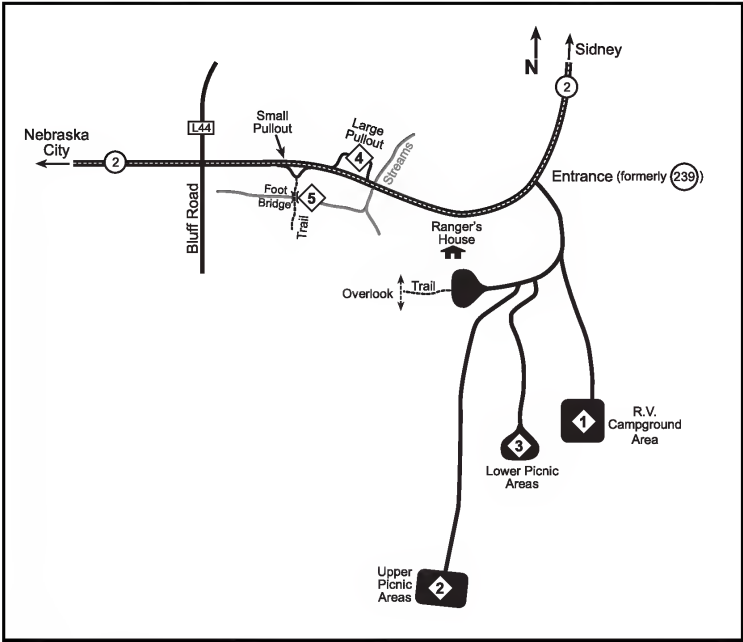 N
Sidney
2
Small
Pullout
Large
Pullout
L44
Nebraska
City
2
4
Streams
Entrance (formerly 239)
Foot
Bridge
5
Trail
Bluff Road
Ranger's
House
Overlook
Trail
1
R.V.
Campground
Area
3
Lower Picnic
Areas
Upper
Picnic
Areas
2